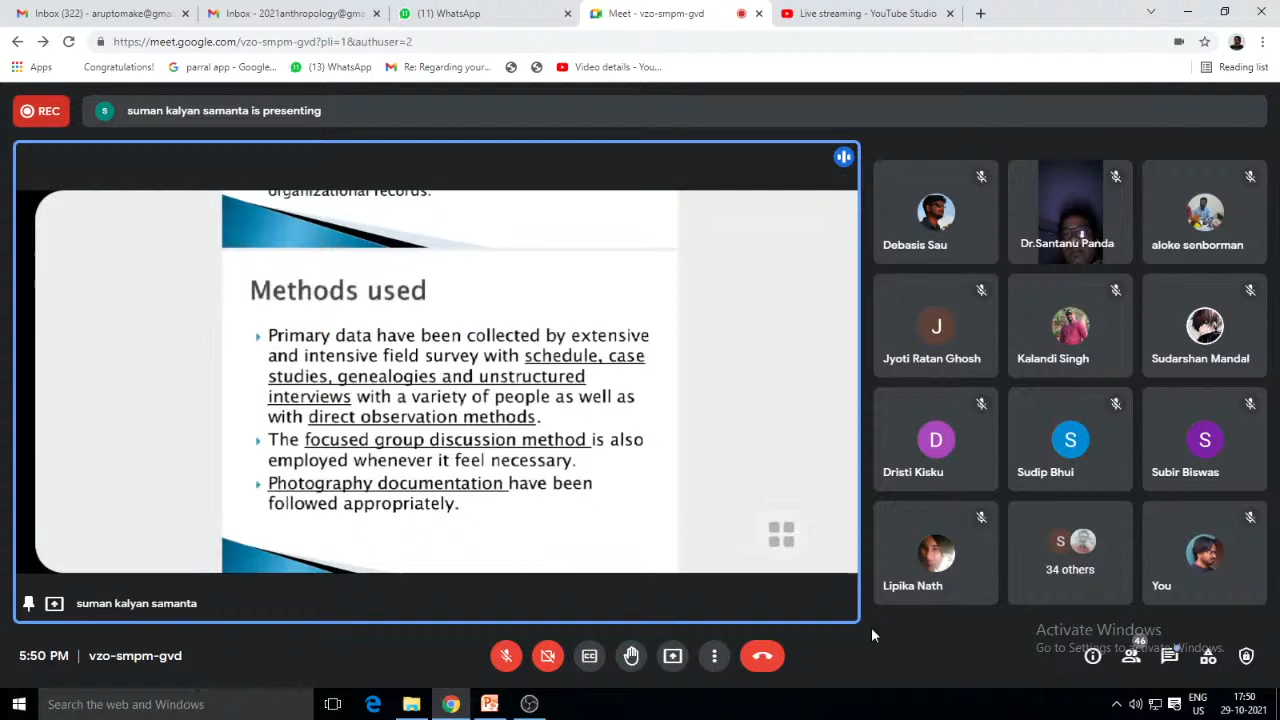 Inbox (322) - aruptomake@gmai
Inbox - 2021anthropology@gma
(11) WhatsApp
Meet - vzo-smpm-gvd
Live streaming - YouTube Studio
https://meet.google.com/vzo-smpm-gvd?pli=1&authuser=2
Apps
Congratulations!
parral app - Google...
(13) WhatsApp
Re: Regarding your...
Video details - You...
Reading list
REC
S
suman kalyan samanta is presenting
organizational records.
Methods used
Primary data have been collected by extensive
and intensive field survey with schedule, case
studies, genealogies and unstructured
interviews with a variety of people as well as
with direct observation methods.
The focused group discussion method is also
employed whenever it feel necessary.
Photography documentation have been
followed appropriately.
suman kalyan samanta
Debasis Sau
Dr.Santanu Panda
aloke senborman
J
Jyoti Ratan Ghosh
Kalandi Singh
Sudarshan Mandal
D
Dristi Kisku
S
Sudip Bhui
S
Subir Biswas
Lipika Nath
S
34 others
You
Activate Windows
Go to Settings to activate Windows.
5:50 PM | vzo-smpm-gvd
46
Search the web and Windows
ENG
US
17:50
29-10-2021